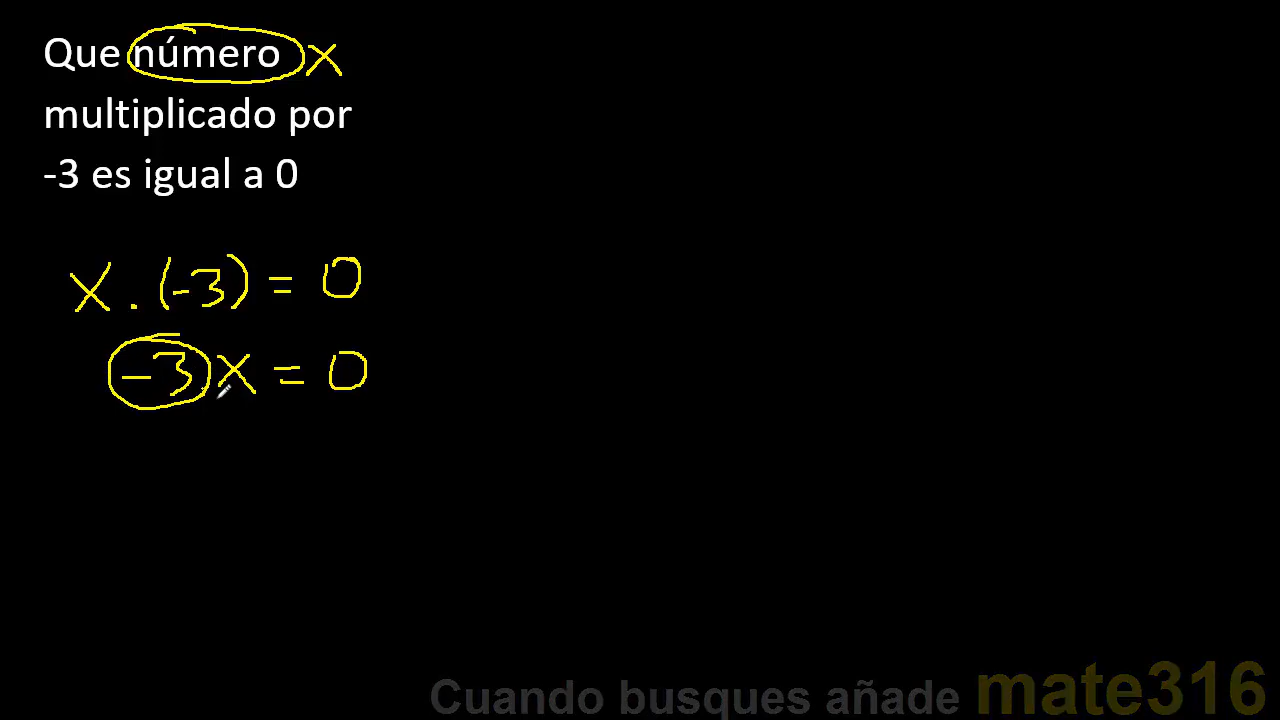 Que número x
multiplicado por
-3 es igual a 0
x . (-3) = 0
-3x = 0
Cuando busques añade mate316